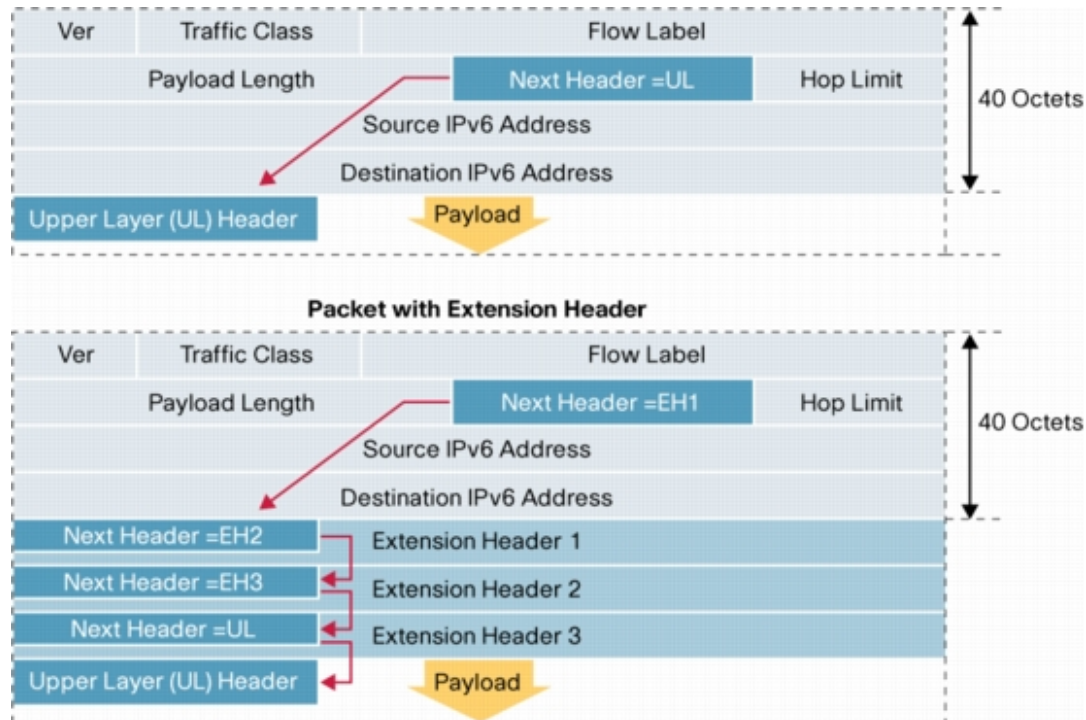 Ver Traffic Class Flow Label
Payload Length Next Header =UL Hop Limit
40 Octets
Source IPv6 Address
Destination IPv6 Address
Upper Layer (UL) Header Payload
Packet with Extension Header
Ver Traffic Class Flow Label
Payload Length Next Header =EH1 Hop Limit
40 Octets
Source IPv6 Address
Destination IPv6 Address
Next Header =EH2 Extension Header 1
Next Header =EH3 Extension Header 2
Next Header =UL Extension Header 3
Upper Layer (UL) Header Payload